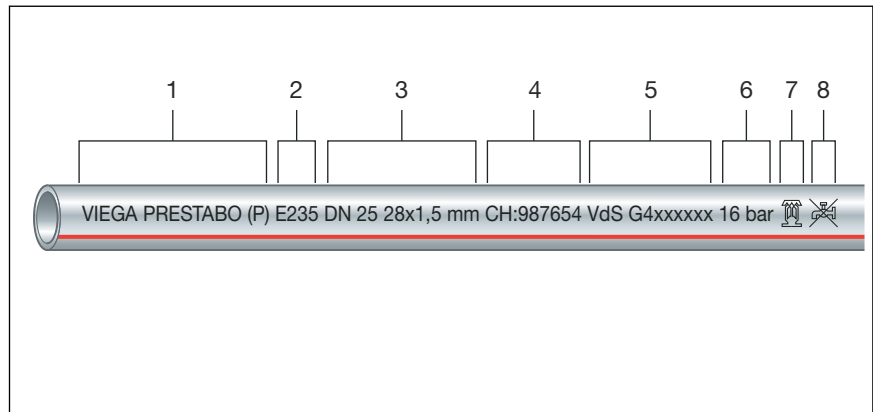 1 2 3 4 5 6 7 8
VIEGA PRESTABO (P) E235 DN 25 28x1,5 mm CH:987654 VdS G4xxxxxx 16 bar